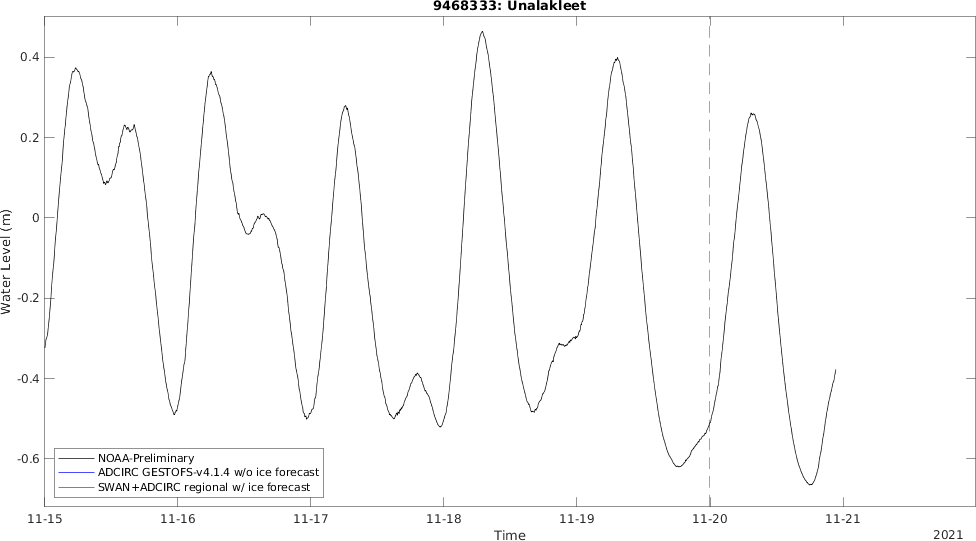 9468333: Unalakleet
0.4
0.2
0
-0.2
-0.4
-0.6
Water Level (m)
NOAA-Preliminary
ADCIRC GESTOFS-v4.1.4 w/o ice forecast
SWAN+ADCIRC regional w/ ice forecast
11-15 11-16 11-17 11-18 11-19 11-20 11-21
Time
2021